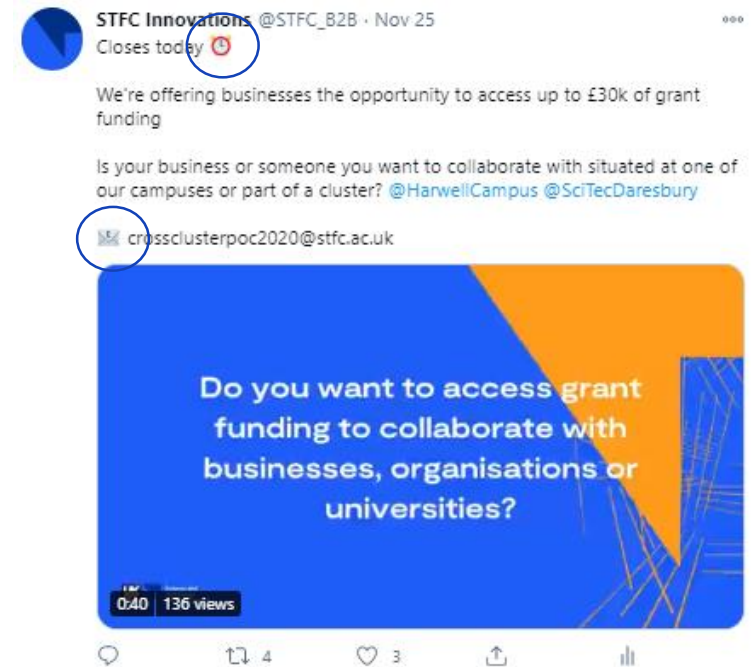 STFC Innovations @STFC_B2B · Nov 25
Closes today ⏰
We're offering businesses the opportunity to access up to £30k of grant
funding
Is your business or someone you want to collaborate with situated at one of
our campuses or part of a cluster? @HarwellCampus @SciTecDaresbury
📧 crossclusterpoc2020@stfc.ac.uk
Do you want to access grant
funding to collaborate with
businesses, organisations or
universities?
0:40 136 views
4 3